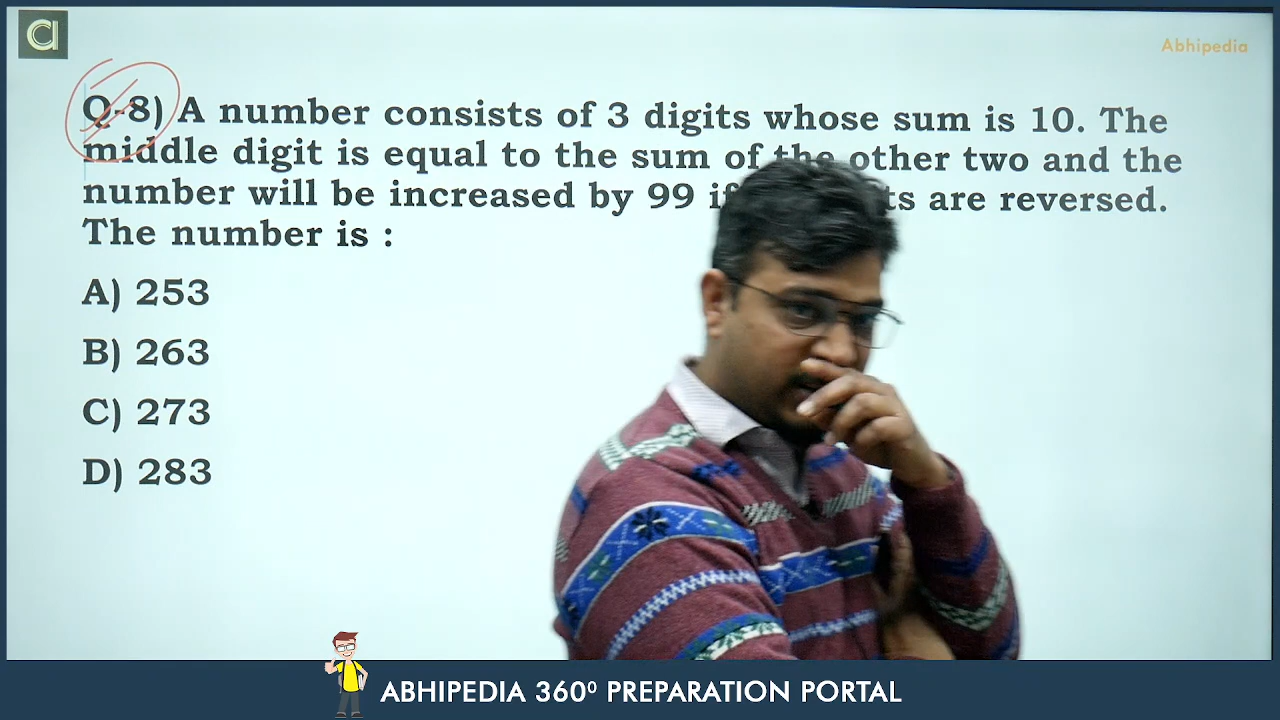 a
Abhipedia
Q-8) A number consists of 3 digits whose sum is 10. The
middle digit is equal to the sum of the other two and the
number will be increased by 99 if ts are reversed.
The number is :
A) 253
B) 263
C) 273
D) 283
ABHIPEDIA 360⁰ PREPARATION PORTAL